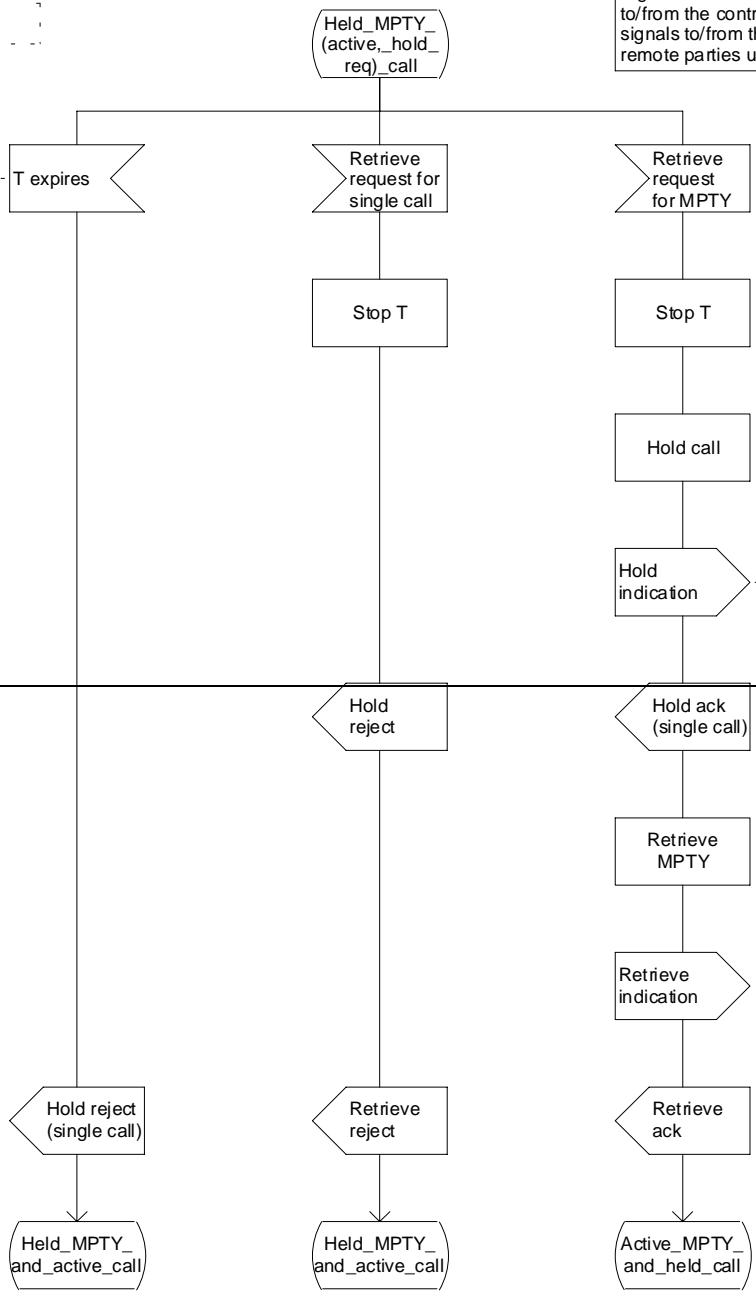 Held_MPTY_
(active,_hold_
req)_call
to/from the contr
signals to/from th
remote parties u
T expires
Retrieve
request for
single call
Retrieve
request
for MPTY
Stop T
Stop T
Hold call
Hold
indication
Hold
reject
Hold ack
(single call)
Retrieve
MPTY
Retrieve
indication
Hold reject
(single call)
Retrieve
reject
Retrieve
ack
Held_MPTY_
and_active_call
Held_MPTY_
and_active_call
Active_MPTY_
and_held_call